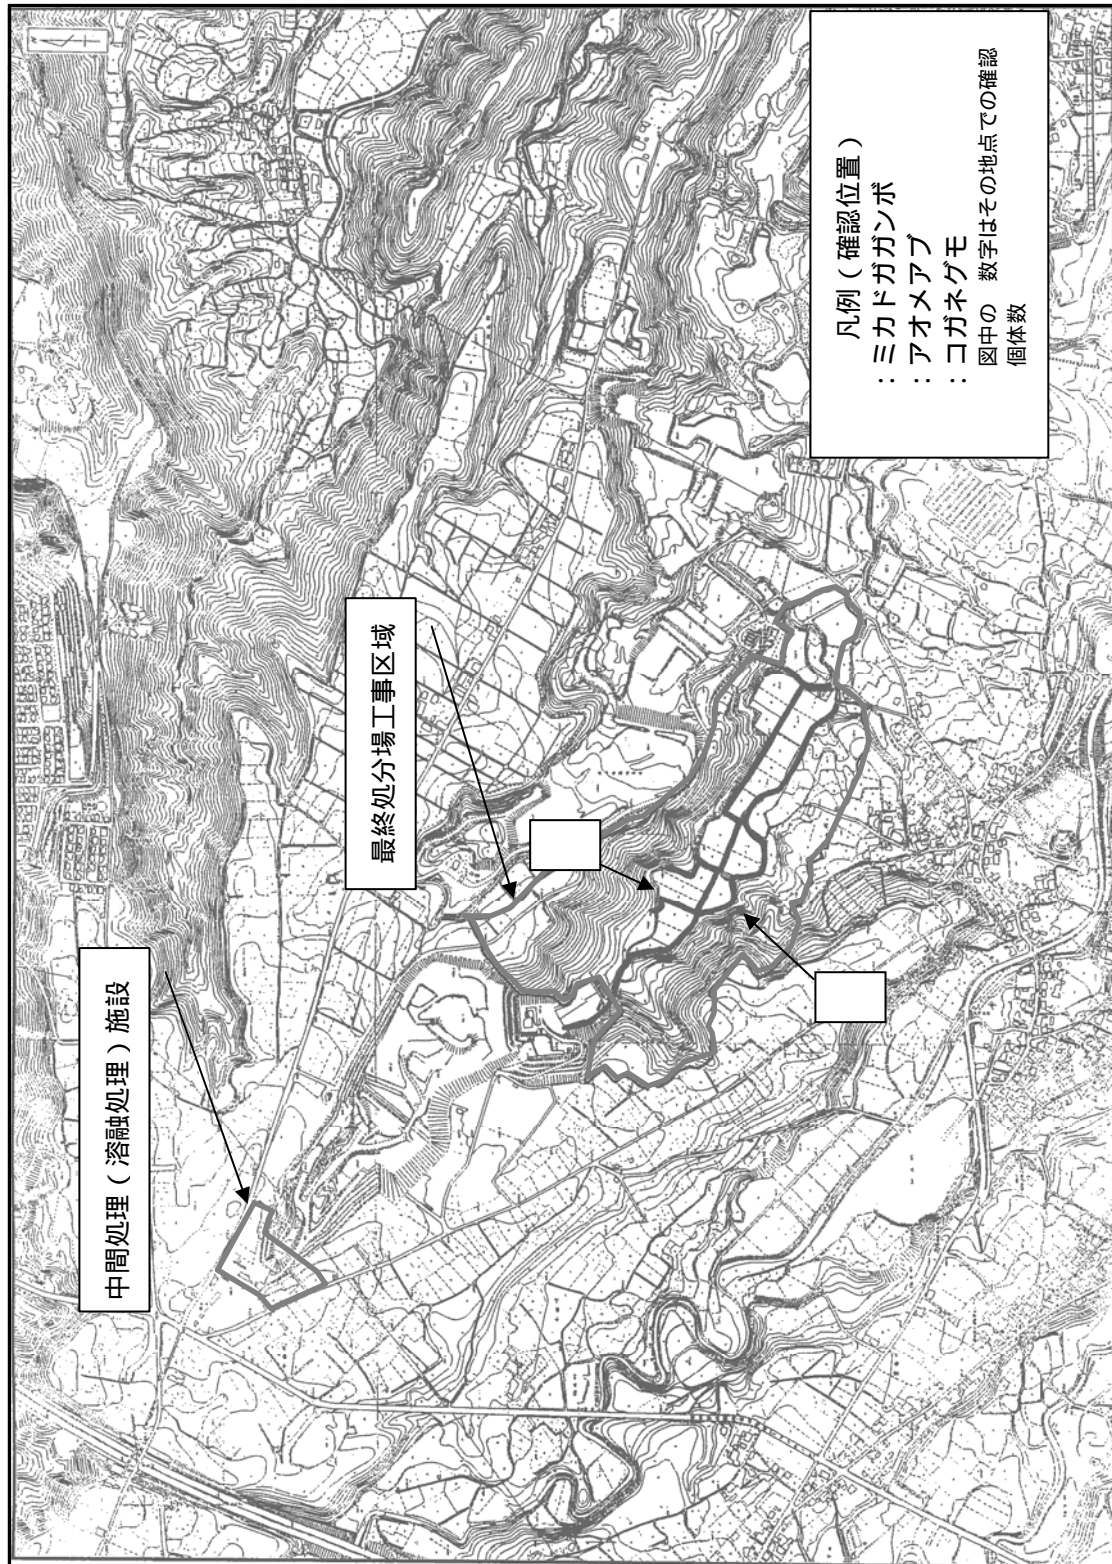 中間処理（溶融処理）施設
最終処分場工事区域
凡例（確認位置）
：ミカドガガンボ
：アオメアブ
：コガネグモ
図中の　数字はその地点での確認
個体数